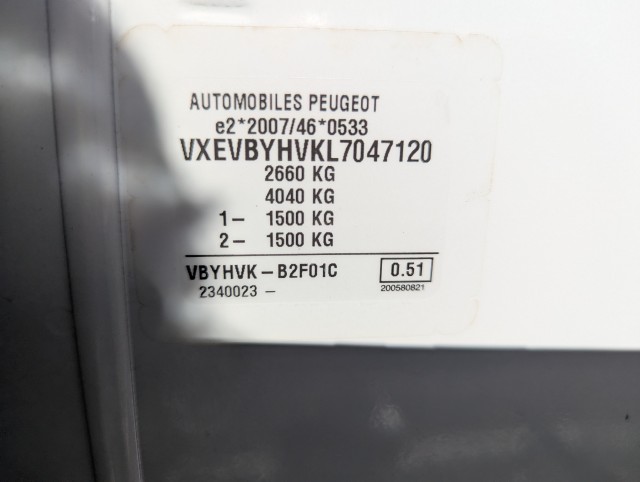 AUTOMOBILES PEUGEOT
e2*2007/46*0533
VXEVBYHVKL7047120
2660 KG
4040 KG
1- 1500 KG
2- 1500 KG
VBYHVK-B2F01C 0.51
2340023 - 200580821